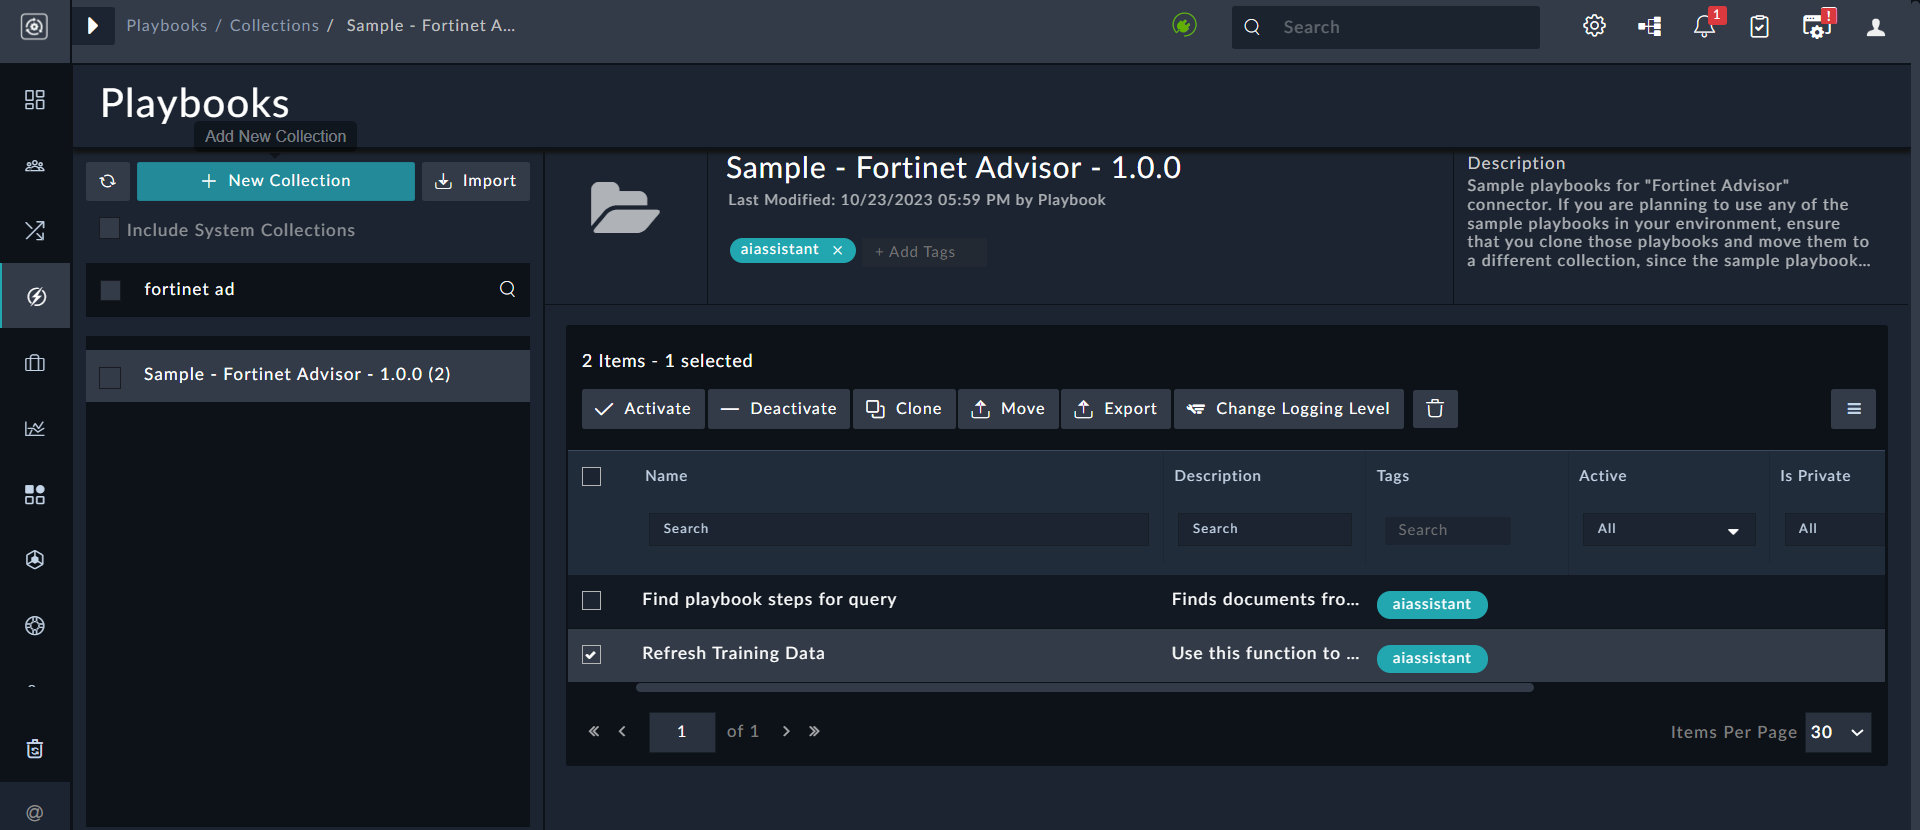 Playbooks / Collections / Sample - Fortinet A...
Search
1
!
Playbooks
Add New Collection
+ New Collection
Import
Include System Collections
fortinet ad
Sample - Fortinet Advisor - 1.0.0 (2)
@
Sample - Fortinet Advisor - 1.0.0
Last Modified: 10/23/2023 05:59 PM by Playbook
aiassistant ×
+ Add Tags
Description
Sample playbooks for "Fortinet Advisor"
connector. If you are planning to use any of the
sample playbooks in your environment, ensure
that you clone those playbooks and move them to
a different collection, since the sample playbook...
2 Items - 1 selected
Activate
Deactivate
Clone
Move
Export
Change Logging Level
Name Description Tags Active Is Private
Search Search Search All All
Find playbook steps for query Finds documents fro... aiassistant
Refresh Training Data Use this function to ... aiassistant
« ‹ 1 of 1 › »
Items Per Page 30